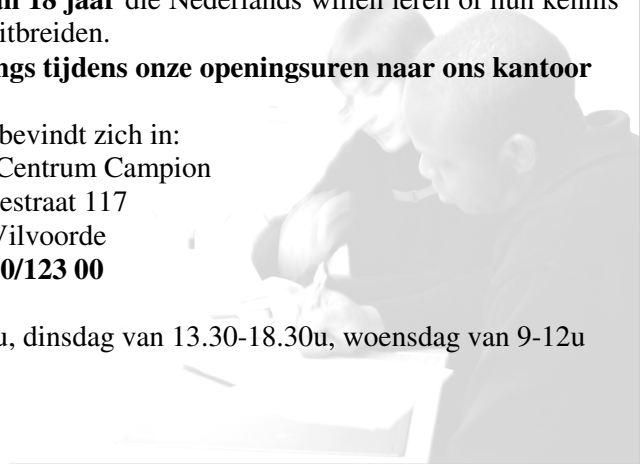 18 jaar die Nederlands willen leren of hun kennis
itbreiden.
ngs tijdens onze openingsuren naar ons kantoor
bevindt zich in:
Centrum Campion
estraat 117
Vilvoorde
0/123 00
u, dinsdag van 13.30-18.30u, woensdag van 9-12u